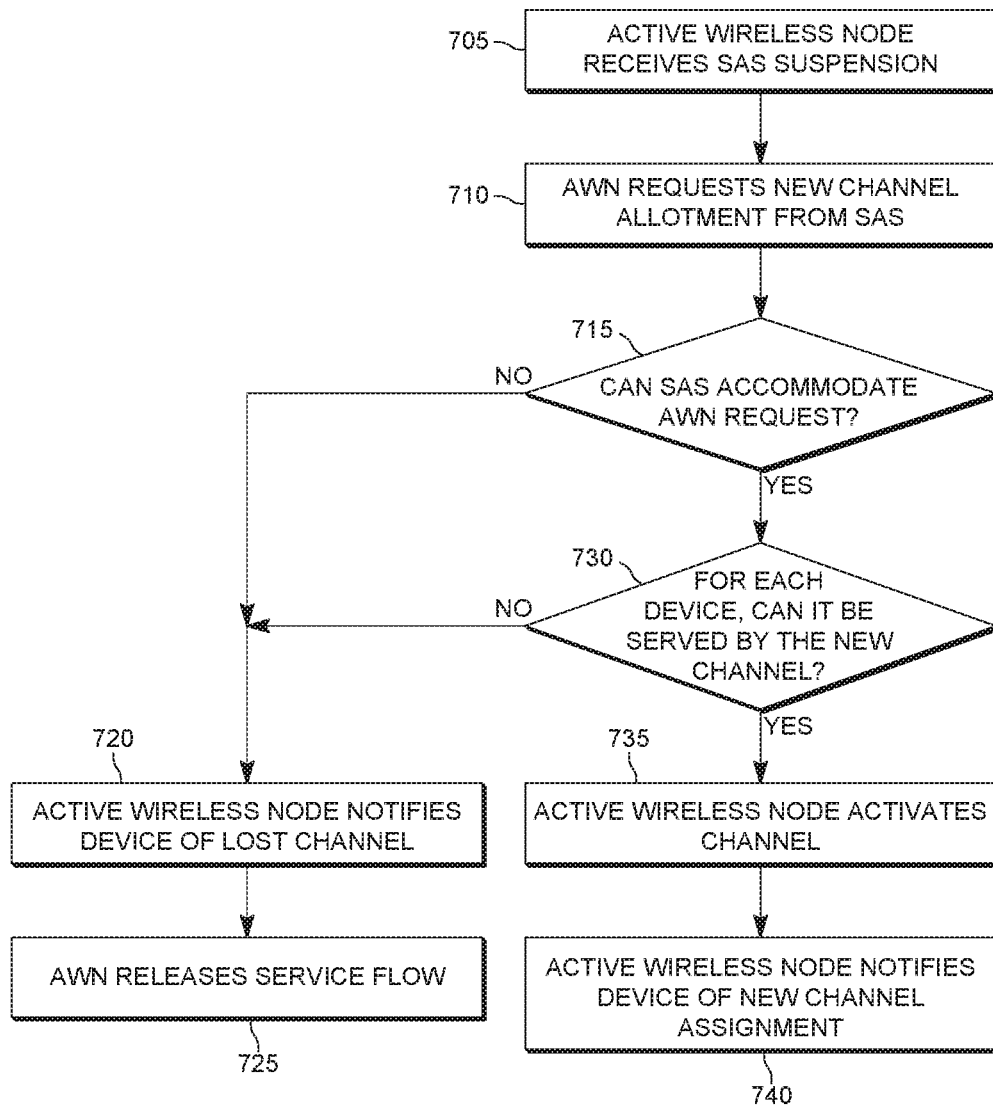 705
ACTIVE WIRELESS NODE
RECEIVES SAS SUSPENSION
710
AWN REQUESTS NEW CHANNEL
ALLOTMENT FROM SAS
715
NO
CAN SAS ACCOMMODATE
AWN REQUEST?
YES
730
NO
FOR EACH
DEVICE, CAN IT BE
SERVED BY THE NEW
CHANNEL?
YES
720
ACTIVE WIRELESS NODE NOTIFIES
DEVICE OF LOST CHANNEL
735
ACTIVE WIRELESS NODE ACTIVATES
CHANNEL
AWN RELEASES SERVICE FLOW
725
ACTIVE WIRELESS NODE NOTIFIES
DEVICE OF NEW CHANNEL
ASSIGNMENT
740